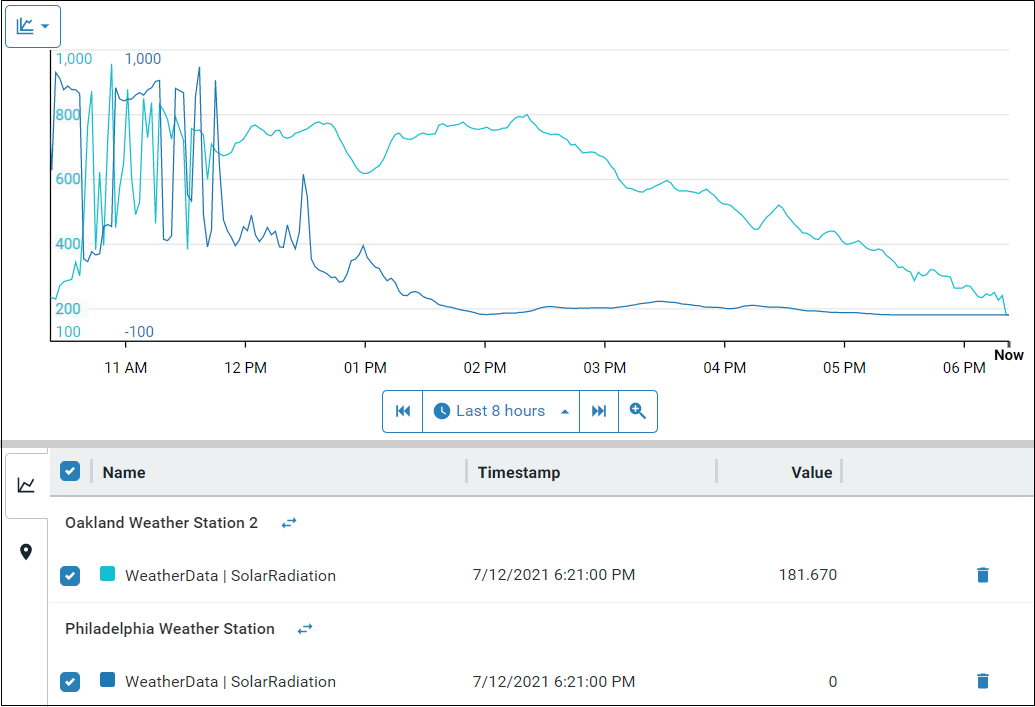 1,000 1,000
800
600
400
200
100 -100
11 AM 12 PM 01 PM 02 PM 03 PM 04 PM 05 PM 06 PM Now
Last 8 hours
Name Timestamp Value
Oakland Weather Station 2
WeatherData | SolarRadiation 7/12/2021 6:21:00 PM 181.670
Philadelphia Weather Station
WeatherData | SolarRadiation 7/12/2021 6:21:00 PM 0